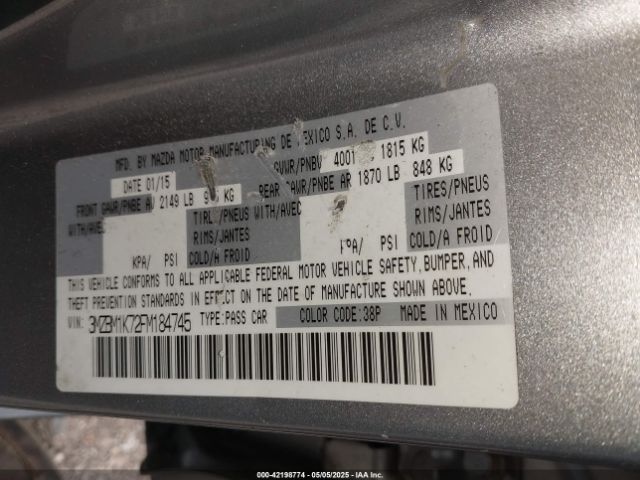 MFG. BY MAZDA MOTOR MANUFACTURING DE MEXICO S.A. DE C.V.
DATE 01/15 GVWR/PNBV 4001 1815 KG
FRONT GAWR/PNBE AV 2149 LB KG REAR GAWR/PNBE AR 1870 LB 848 KG
WITH/AVEC TIRES/PNEUS WITH/AVEC TIRES/PNEUS
RIMS/JANTES RIMS/JANTES
KPA/ PSI COLD/A FROID KPA/ PSI COLD/A FROID
THIS VEHICLE CONFORMS TO ALL APPLICABLE FEDERAL MOTOR VEHICLE SAFETY, BUMPER, AND
THEFT PREVENTION STANDARDS IN EFFECT ON THE DATE OF MANUFACTURE SHOWN ABOVE.
VIN: 3MZBM1K72FM184745 TYPE:PASS CAR COLOR CODE:38P MADE IN MEXICO
000-42198774 - 05/05/2025 - IAA Inc.